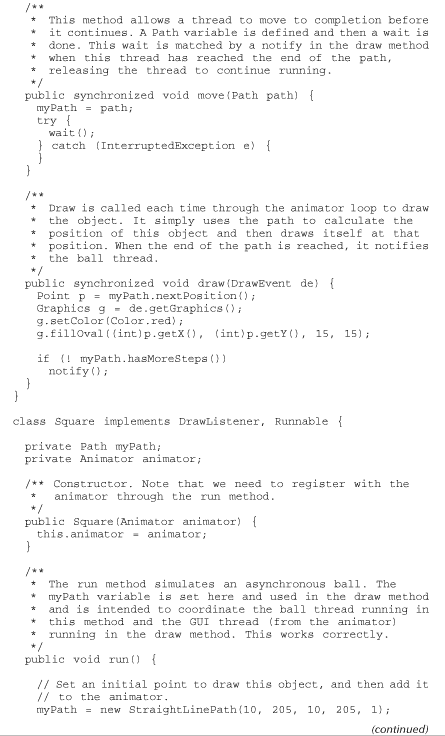 /**
 * This method allows a thread to move to completion before
 * it continues. A Path variable is defined and then a wait is
 * done. This wait is matched by a notify in the draw method
 * when this thread has reached the end of the path,
 * releasing the thread to continue running.
 */
public synchronized void move(Path path) {
myPath = path;
try {
wait();
} catch (InterruptedException e) {
}
}
/**
 * Draw is called each time through the animator loop to draw
 * the object. It simply uses the path to calculate the
 * position of this object and then draws itself at that
 * position. When the end of the path is reached, it notifies
 * the ball thread.
 */
public synchronized void draw(DrawEvent de) {
Point p = myPath.nextPosition();
Graphics g = de.getGraphics();
g.setColor(Color.red);
g.fillOval((int)p.getX(), (int)p.getY(), 15, 15);
if (! myPath.hasMoreSteps())
notify();
}
}
class Square implements DrawListener, Runnable {
private Path myPath;
private Animator animator;
/** Constructor. Note that we need to register with the
 * animator through the run method.
 */
public Square(Animator animator) {
this.animator = animator;
}
/**
 * The run method simulates an asynchronous ball. The
 * myPath variable is set here and used in the draw method
 * and is intended to coordinate the ball thread running in
 * this method and the GUI thread (from the animator)
 * running in the draw method. This works correctly.
 */
public void run() {
// Set an initial point to draw this object, and then add it
// to the animator.
myPath = new StraightLinePath(10, 205, 10, 205, 1);
(continued)